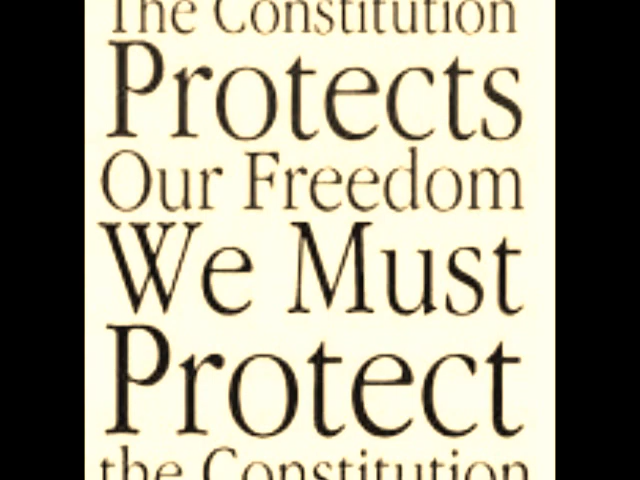 The Constitution
Protects
Our Freedom
We Must
Protect
the Constitution